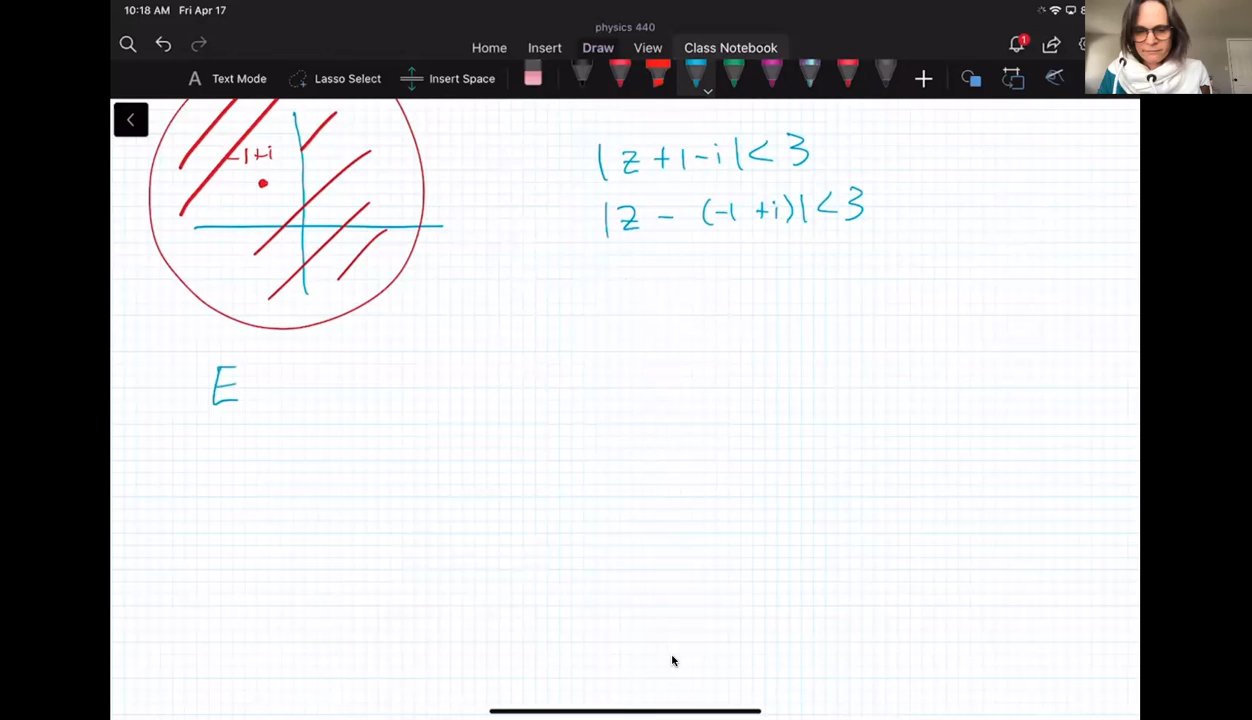 10:18 AM Fri Apr 17
physics 440
Home Insert Draw View Class Notebook
1
Text Mode Lasso Select Insert Space
-1+i
|z+1-i|<3
|z-(-1+i)|<3
E